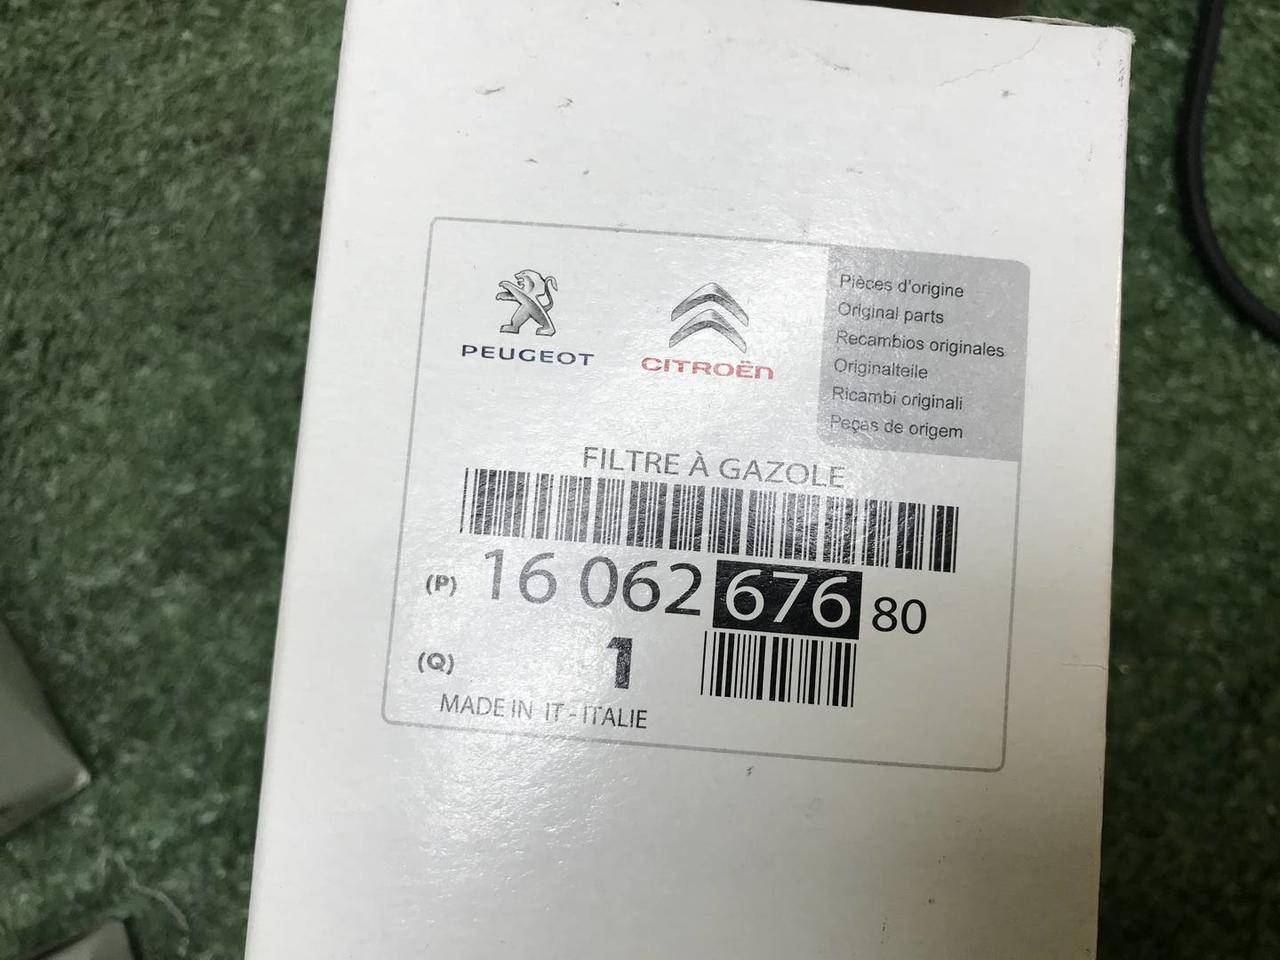 PEUGEOT
CITROËN
Pièces d'origine
Original parts
Recambios originales
Originalteile
Ricambi originali
Peças de origem
FILTRE À GAZOLE
(P) 16 062 676 80
(Q) 1
MADE IN IT - ITALIE